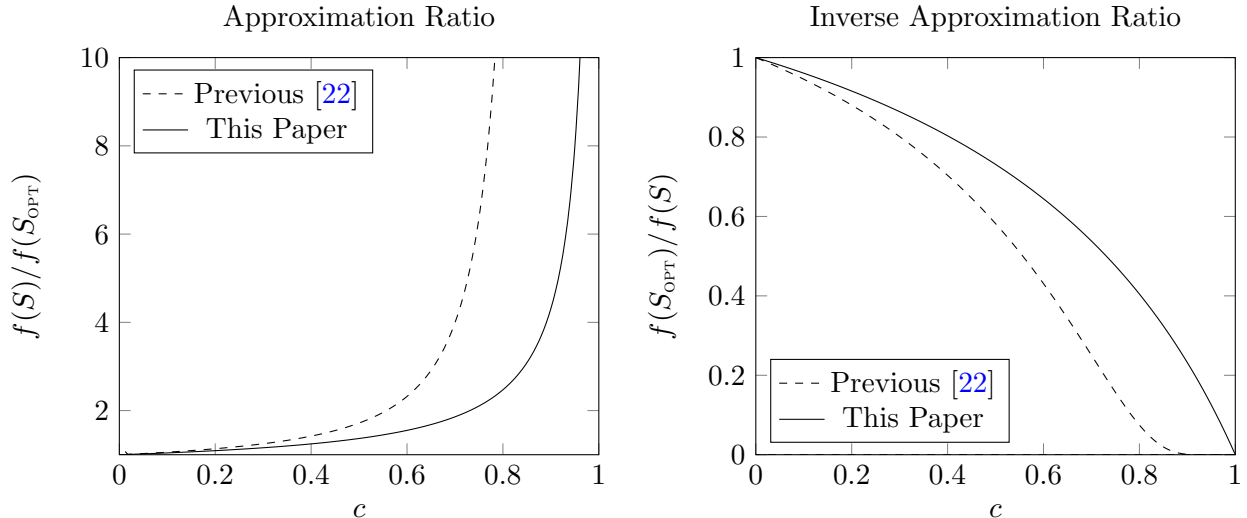 Approximation Ratio
10
8
6
4
2
0
0.2
0.4
0.6
0.8
1
c
f(S)/f(S_OPT)
Previous [22]
This Paper
Inverse Approximation Ratio
1
0.8
0.6
0.4
0.2
0
0
0.2
0.4
0.6
0.8
1
c
f(S_OPT)/f(S)
Previous [22]
This Paper